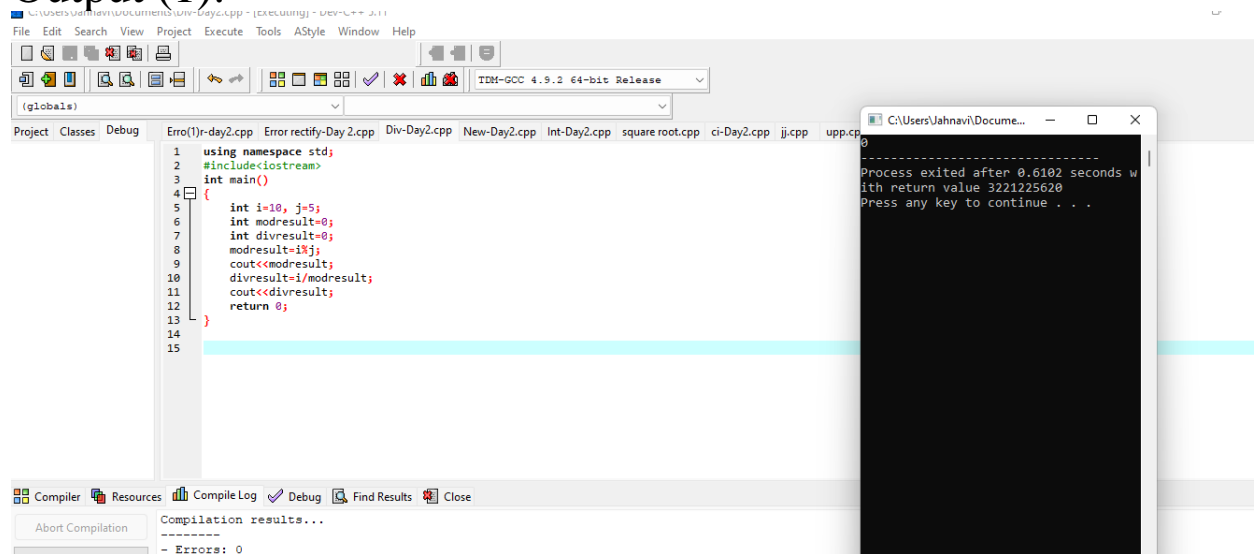 Output (1):
C:\Users\Jahnavi\Documents\Div-Day2.cpp - [Executing] - Dev-C++ 5.11
File Edit Search View Project Execute Tools AStyle Window Help
TDM-GCC 4.9.2 64-bit Release
(globals)
Project Classes Debug
Erro(1)r-day2.cpp Error rectify-Day 2.cpp Div-Day2.cpp New-Day2.cpp Int-Day2.cpp square root.cpp ci-Day2.cpp jj.cpp upp.cp
1 using namespace std;
2 #include<iostream>
3 int main()
4 {
5 int i=10, j=5;
6 int modresult=0;
7 int divresult=0;
8 modresult=i%j;
9 cout<<modresult;
10 divresult=i/modresult;
11 cout<<divresult;
12 return 0;
13 }
14
15
C:\Users\Jahnavi\Docume...
0
--------------------------------
Process exited after 0.6102 seconds w
ith return value 3221225620
Press any key to continue . . .
Compiler Resources Compile Log Debug Find Results Close
Abort Compilation
Compilation results...
--------
- Errors: 0